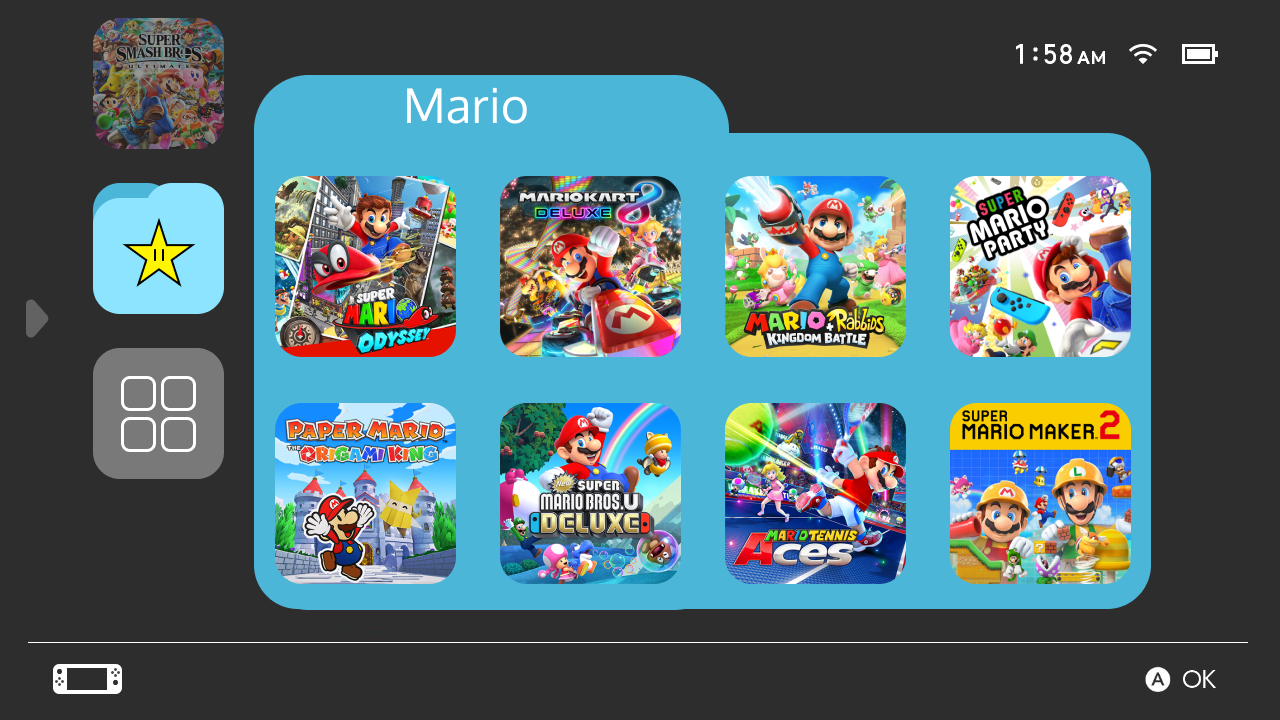 SUPER
SMASH BROS.
ULTIMATE
1:58 AM
Mario
SUPER
MARIO
ODYSSEY
MARIOKART 8
DELUXE
MARIO + Rabbids
KINGDOM BATTLE
SUPER
MARIO
PARTY
PAPER MARIO
THE ORIGAMI KING
New SUPER
MARIO BROS. U
DELUXE
MARIO TENNIS
Aces
SUPER
MARIO MAKER 2
A OK